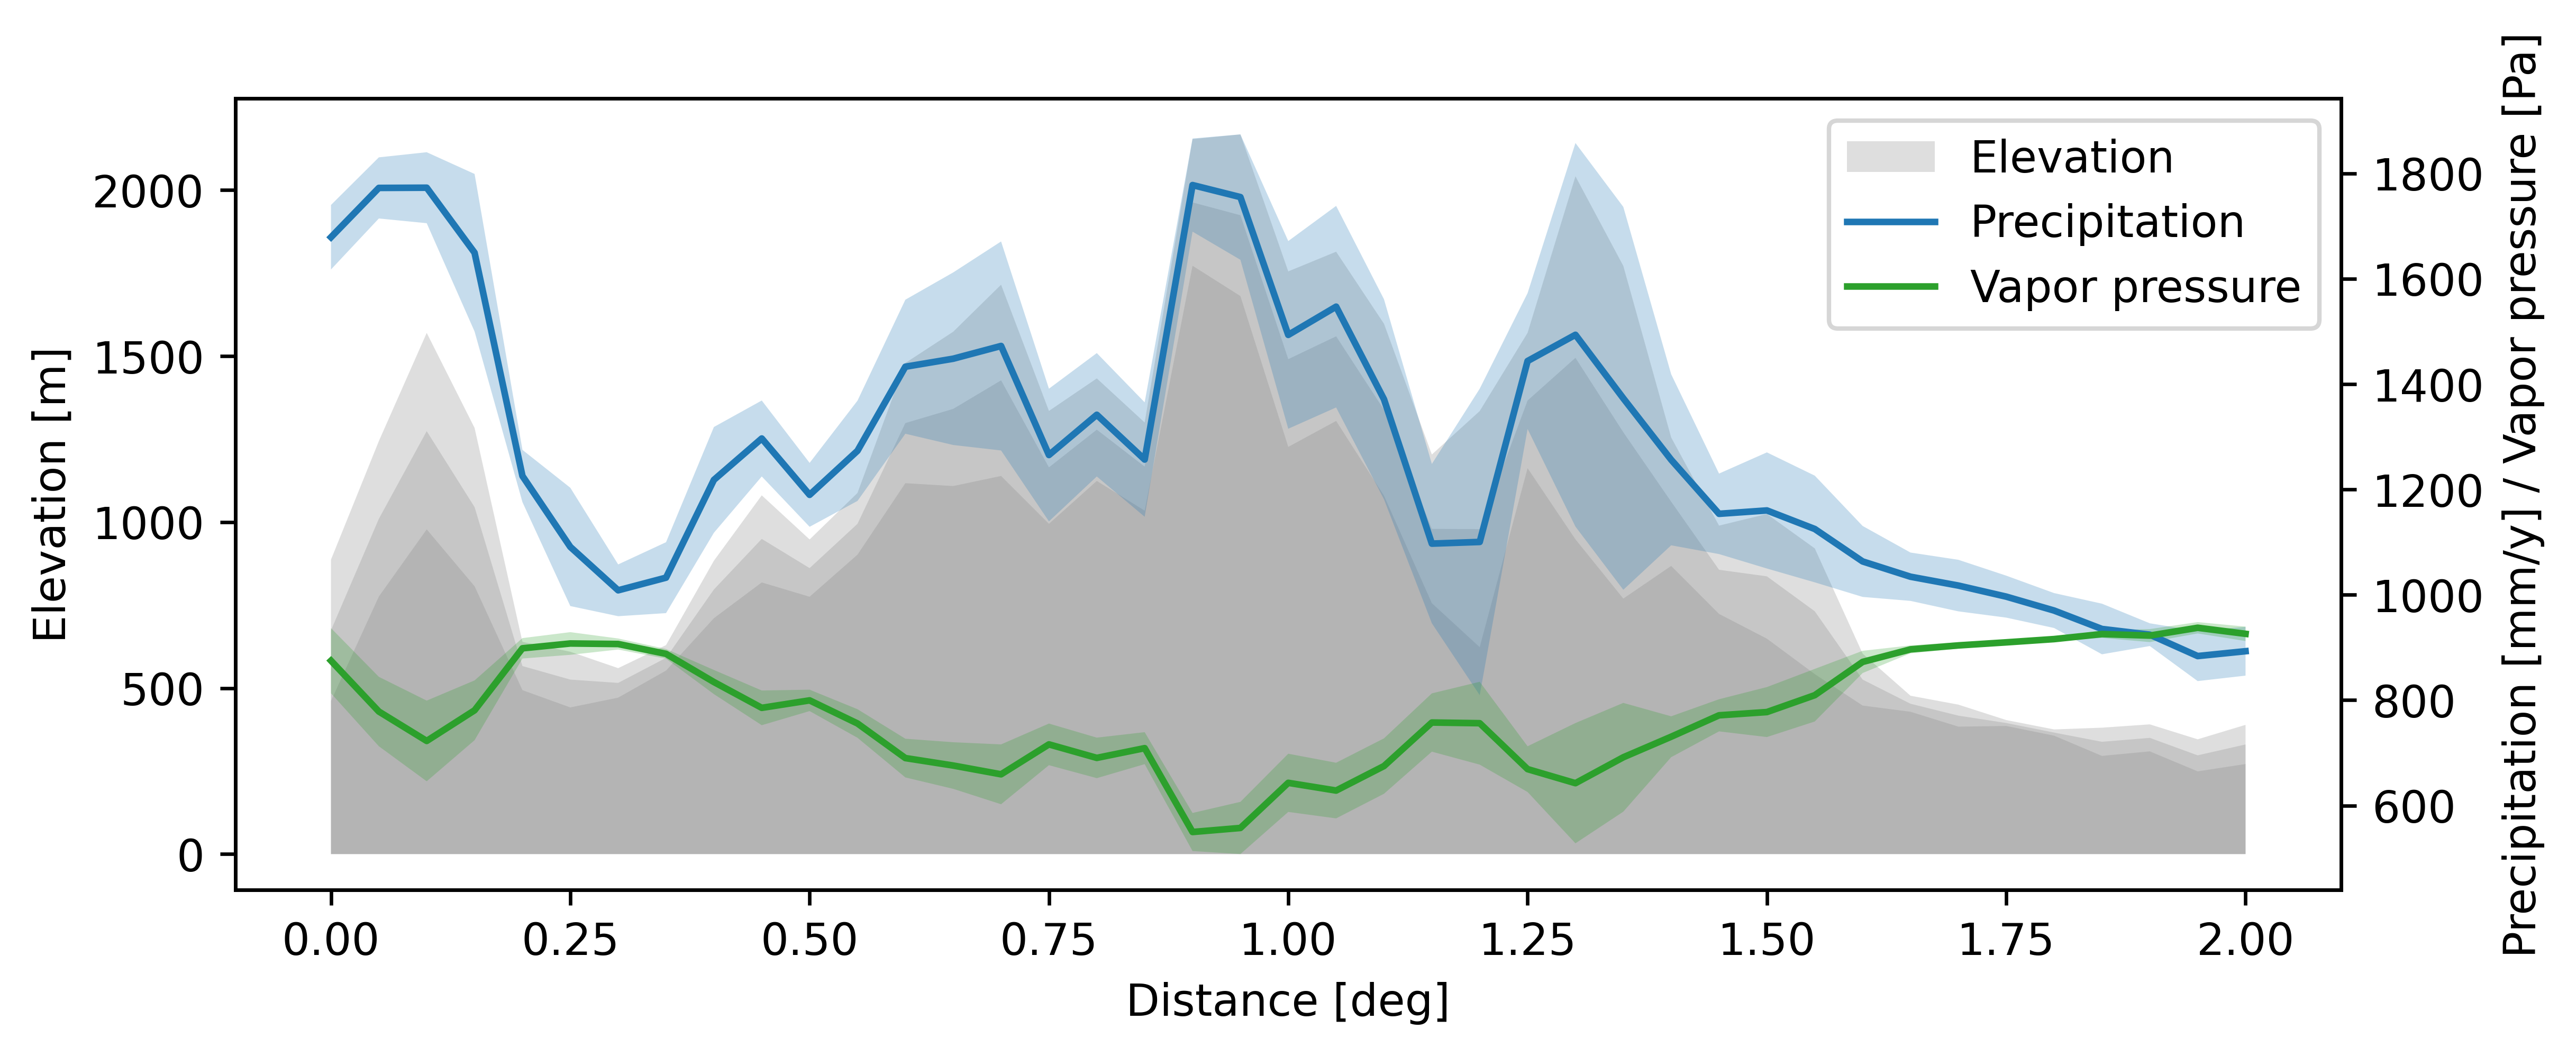 Elevation [m]
2000
1500
1000
500
0
Elevation
Precipitation
Vapor pressure
1800
1600
1400
1200
1000
800
600
Precipitation [mm/y] / Vapor pressure [Pa]
0.00 0.25 0.50 0.75 1.00 1.25 1.50 1.75 2.00
Distance [deg]